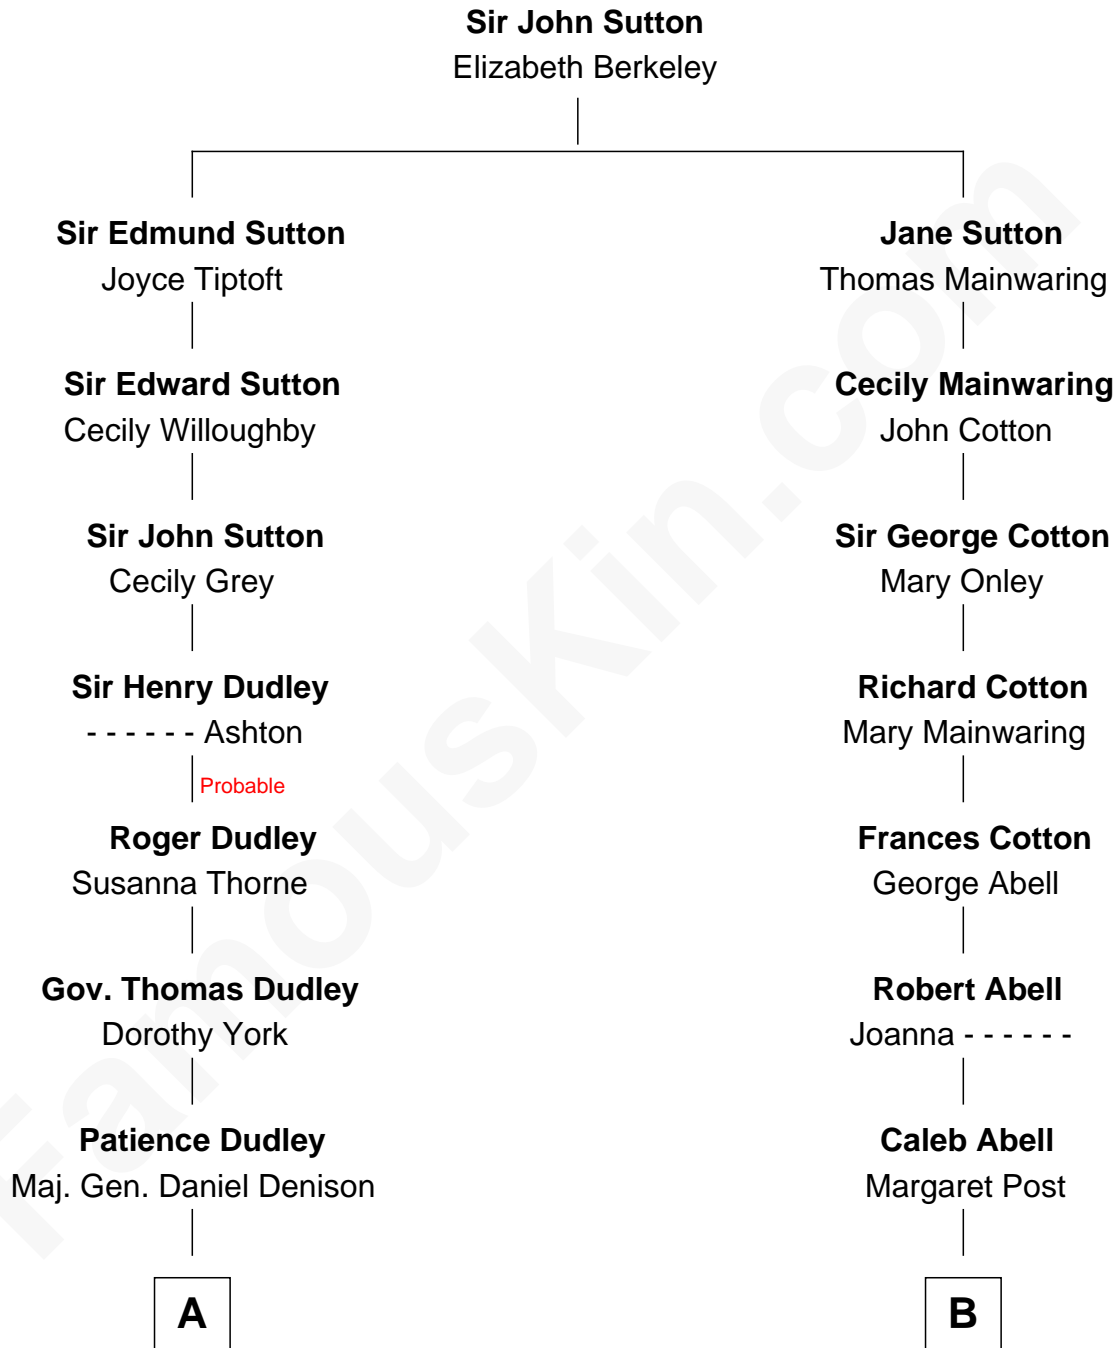 Sir John Sutton
Elizabeth Berkeley
Sir Edmund Sutton
Joyce Tiptoft
Jane Sutton
Thomas Mainwaring
Sir Edward Sutton
Cecily Willoughby
Cecily Mainwaring
John Cotton
Sir John Sutton
Cecily Grey
Sir George Cotton
Mary Onley
Sir Henry Dudley
- - - - - - Ashton
Richard Cotton
Mary Mainwaring
Probable
Roger Dudley
Susanna Thorne
Frances Cotton
George Abell
Gov. Thomas Dudley
Dorothy York
Robert Abell
Joanna - - - - - -
Patience Dudley
Maj. Gen. Daniel Denison
Caleb Abell
Margaret Post
A
B
FamousKin.com